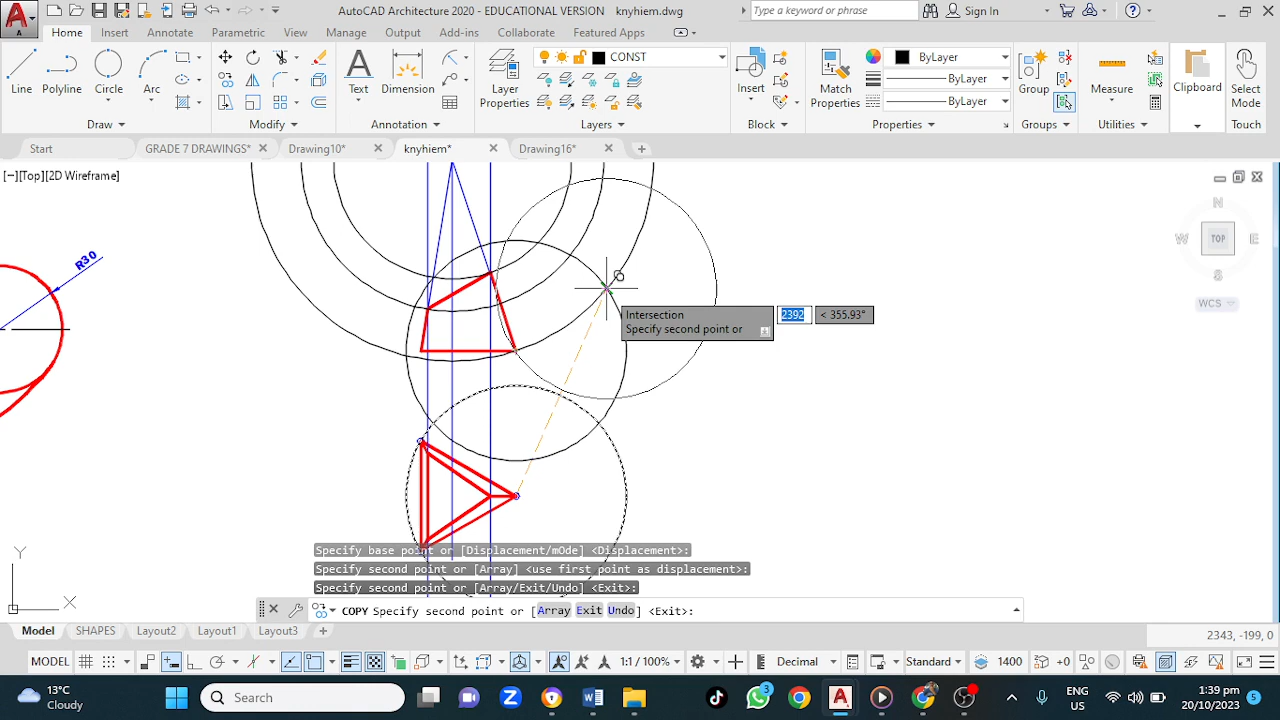 AutoCAD Architecture 2020 - EDUCATIONAL VERSION knyhiem.dwg
Type a keyword or phrase
Sign In
Home Insert Annotate Parametric View Manage Output Add-ins Collaborate Featured Apps
Line Polyline Circle Arc
Text Dimension
Layer Properties
CONST
Insert
Match Properties
ByLayer
ByLayer
ByLayer
Group
Measure
Clipboard
Select Mode
Draw Modify Annotation Layers Block Properties Groups Utilities Touch
Start GRADE 7 DRAWINGS* Drawing10* knyhiem* Drawing16*
[−][Top][2D Wireframe]
N
W TOP E
S
WCS
R30
Intersection
Specify second point or
2392 < 355.93°
Specify base point or [Displacement/mOde] <Displacement>:
Specify second point or [Array] <use first point as displacement>:
Specify second point or [Array/Exit/Undo] <Exit>:
COPY Specify second point or [Array Exit Undo] <Exit>:
Y
X
Model SHAPES Layout2 Layout1 Layout3
2343, -199, 0
MODEL 1:1 / 100% Decimal Standard 1400 +0
13°C
Cloudy
Search
3
ENG
US
1:39 pm
20/10/2023
5